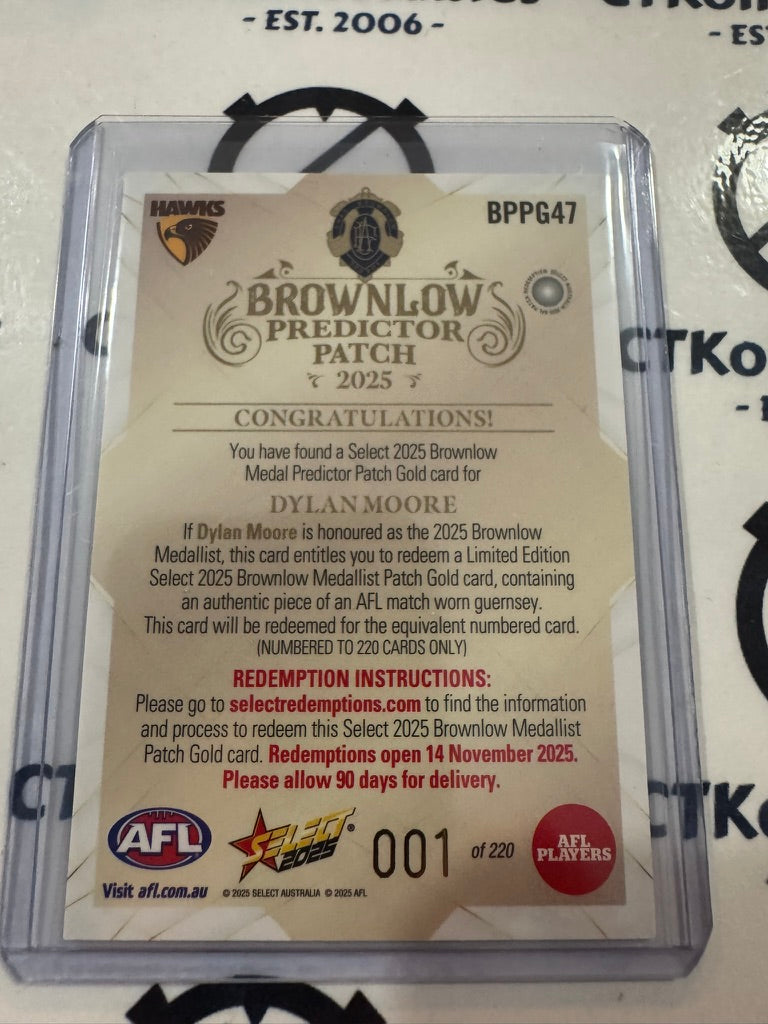 - EST. 2006 -
- ES
HAWKS
BPPG47
BROWNLOW
PREDICTOR
PATCH
2025
CONGRATULATIONS!
You have found a Select 2025 Brownlow
Medal Predictor Patch Gold card for
DYLAN MOORE
If Dylan Moore is honoured as the 2025 Brownlow
Medallist, this card entitles you to redeem a Limited Edition
Select 2025 Brownlow Medallist Patch Gold card, containing
an authentic piece of an AFL match worn guernsey.
This card will be redeemed for the equivalent numbered card.
(NUMBERED TO 220 CARDS ONLY)
REDEMPTION INSTRUCTIONS:
Please go to selectredemptions.com to find the information
and process to redeem this Select 2025 Brownlow Medallist
Patch Gold card. Redemptions open 14 November 2025.
Please allow 90 days for delivery.
AFL
SELECT
2025
001 of 220
AFL
PLAYERS
Visit afl.com.au
© 2025 SELECT AUSTRALIA © 2025 AFL
CTKo
CT
CTKo